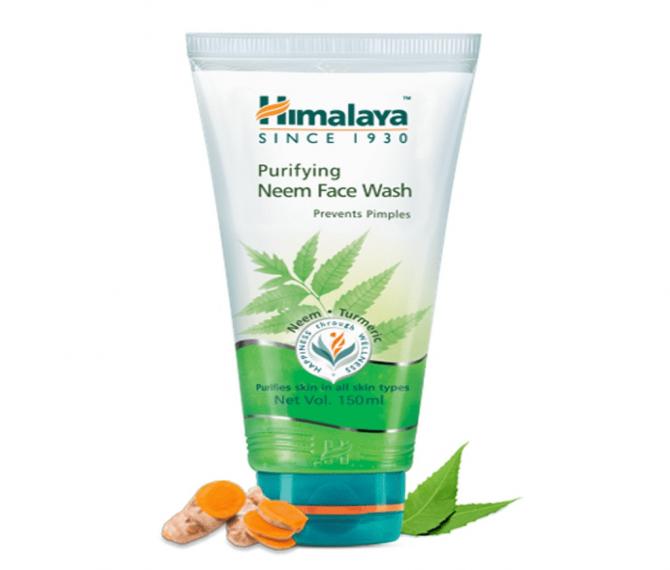 Himalaya™
SINCE 1930
Purifying
Neem Face Wash
Prevents Pimples
Neem • Turmeric
HAPPINESS through WELLNESS
Purifies skin in all skin types
Net Vol. 150ml
H